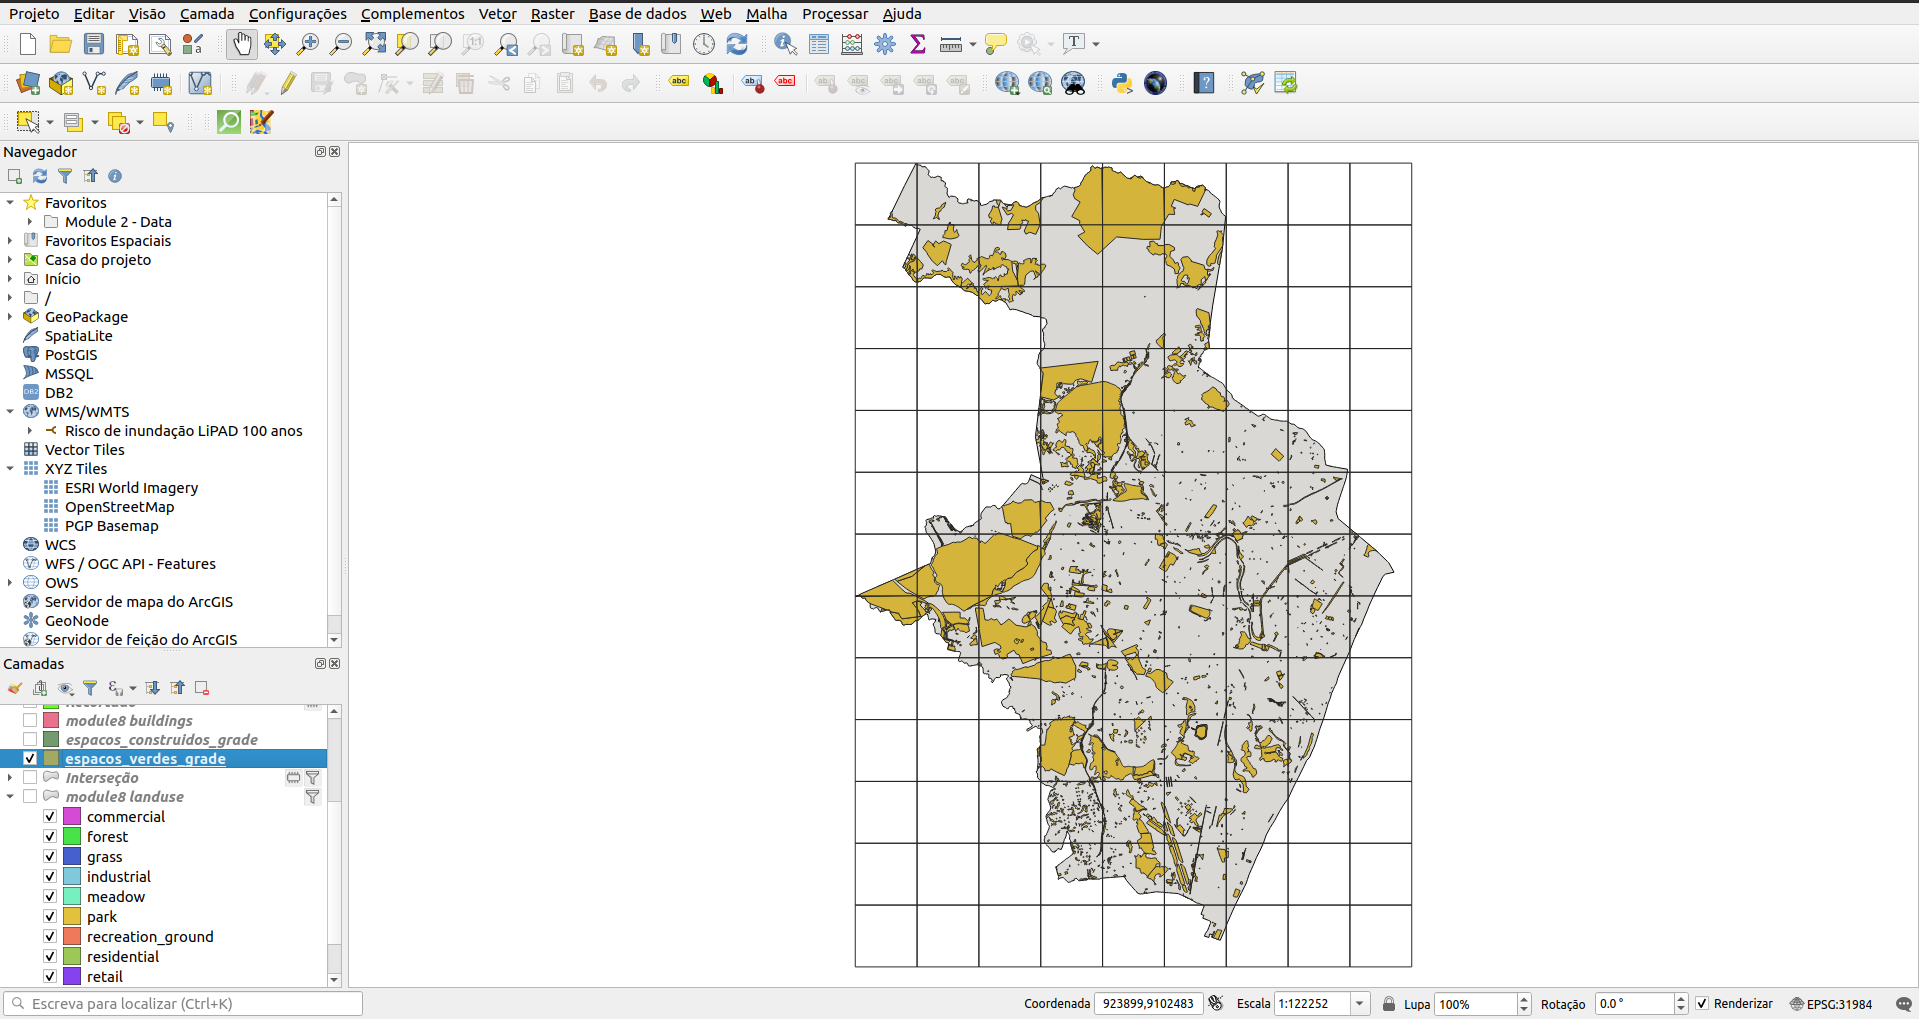 Projeto Editar Visão Camada Configurações Complementos Vetor Raster Base de dados Web Malha Processar Ajuda
Navegador
Favoritos
Module 2 - Data
Favoritos Espaciais
Casa do projeto
Início
/
GeoPackage
SpatiaLite
PostGIS
MSSQL
DB2
WMS/WMTS
Risco de inundação LiPAD 100 anos
Vector Tiles
XYZ Tiles
ESRI World Imagery
OpenStreetMap
PGP Basemap
WCS
WFS / OGC API - Features
OWS
Servidor de mapa do ArcGIS
GeoNode
Servidor de feição do ArcGIS
Camadas
module8 buildings
espacos_construidos_grade
espacos_verdes_grade
Interseção
module8 landuse
commercial
forest
grass
industrial
meadow
park
recreation_ground
residential
retail
Escreva para localizar (Ctrl+K)
Coordenada 923899,9102483 Escala 1:122252 Lupa 100% Rotação 0.0 ° Renderizar EPSG:31984